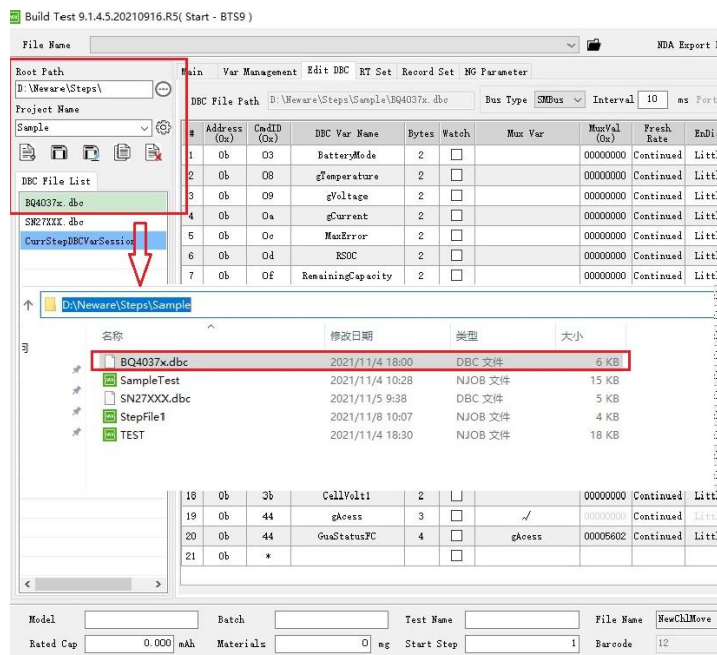 Build Test 9.1.4.5.20210916.R5( Start - BTS9 )
File Name NDA Export
Root Path Main Var Management Edit DBC RT Set Record Set NG Parameter
D:\Neware\Steps\
Project Name DBC File Path D:\Neware\Steps\Sample\BQ4037x.dbc Bus Type SMBus Interval 10 ms
Sample
# Address (0x) CmdID (0x) DBC Var Name Bytes Watch Mux Var MuxVal (0x) Fresh Rate EnDi
1 0b 03 BatteryMode 2 00000000 Continued Litt
DBC File List
2 0b 08 gTemperature 2 00000000 Continued Litt
BQ4037x.dbc
3 0b 09 gVoltage 2 00000000 Continued Litt
SN27XXX.dbc
4 0b 0a gCurrent 2 00000000 Continued Litt
CurrStepDBCVarSession
5 0b 0c MaxError 2 00000000 Continued Litt
6 0b 0d RSOC 2 00000000 Continued Litt
7 0b 0f RemainingCapacity 2 00000000 Continued Litt
D:\Neware\Steps\Sample
名称 修改日期 类型 大小
BQ4037x.dbc 2021/11/4 18:00 DBC 文件 6 KB
SampleTest 2021/11/4 10:28 NJOB 文件 15 KB
SN27XXX.dbc 2021/11/5 9:38 DBC 文件 5 KB
StepFile1 2021/11/8 10:07 NJOB 文件 4 KB
TEST 2021/11/4 18:30 NJOB 文件 18 KB
18 0b 3b CellVolt1 2 00000000 Continued Litt
19 0b 44 gAcess 3 √ 00000000 Continued Litt
20 0b 44 GuaStatusFC 4 gAcess 00005602 Continued Litt
21 0b *
Model Batch Test Name File Name NewChlMove
Rated Cap 0.000 mAh Materials 0 mg Start Step 1 Barcode 12